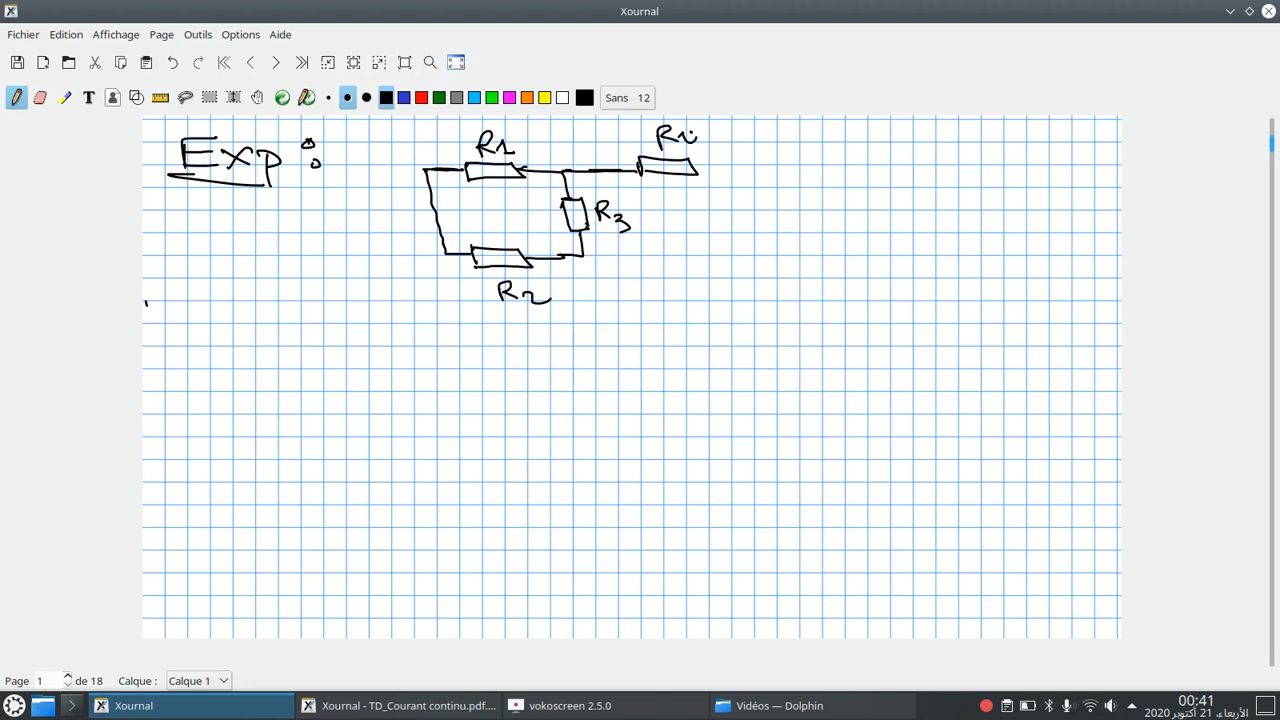 Xournal
Fichier Edition Affichage Page Outils Options Aide
T Sans 12
Exp :
R1
R3
R2
Page 1 de 18 Calque : Calque 1
Xournal Xournal - TD_Courant continu.pdf.... vokoscreen 2.5.0 Vidéos — Dolphin
00:41
الأربعاء, 21 أكتوبر 2020